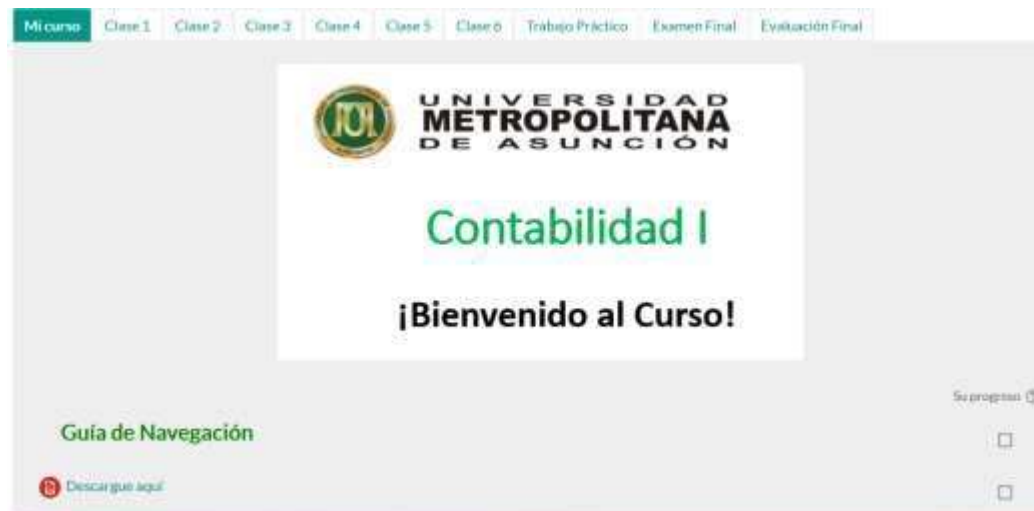 Mi curso Clase 1 Clase 2 Clase 3 Clase 4 Clase 5 Clase 6 Trabajo Práctico Examen Final Evaluación Final
UNIVERSIDAD
METROPOLITANA
DE ASUNCIÓN
Contabilidad I
¡Bienvenido al Curso!
Su progreso
Guía de Navegación
Descargue aquí